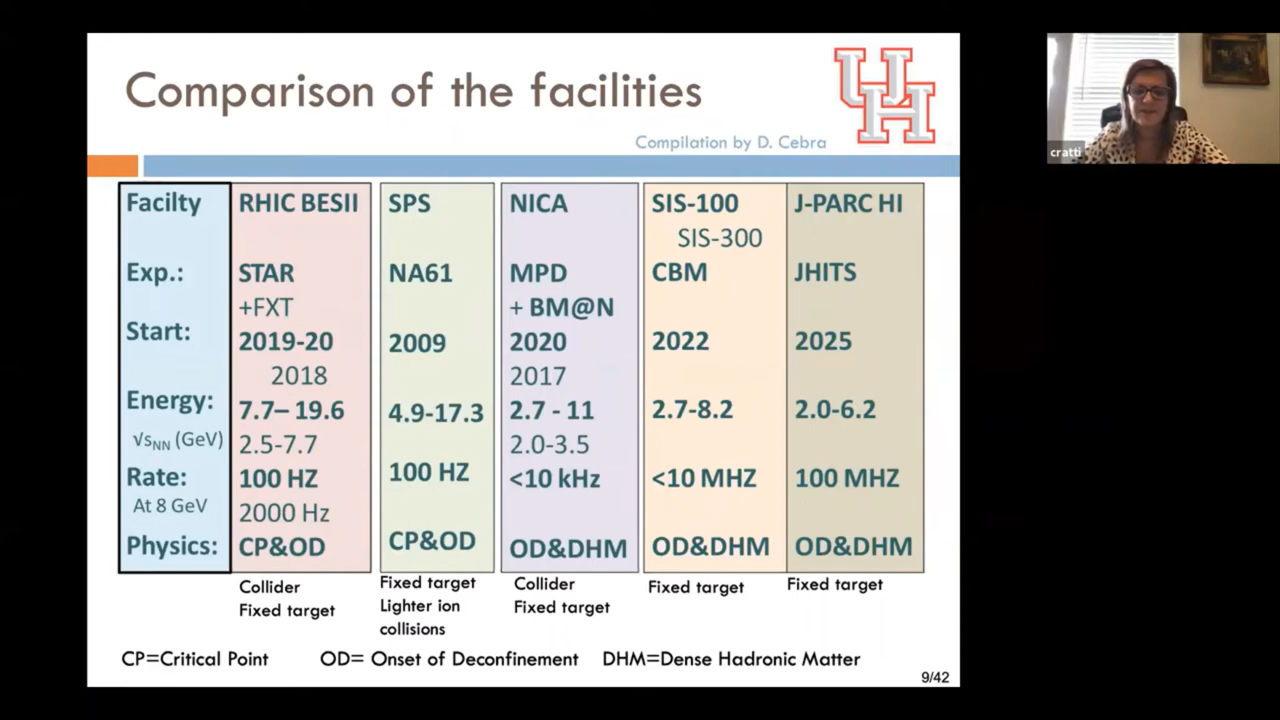 Comparison of the facilities
UH
Compilation by D. Cebra
Facilty RHIC BESII SPS NICA SIS-100 J-PARC HI
SIS-300
Exp.: STAR NA61 MPD CBM JHITS
+FXT + BM@N
Start: 2019-20 2009 2020 2022 2025
2018 2017
Energy: 7.7– 19.6 4.9-17.3 2.7 - 11 2.7-8.2 2.0-6.2
√sNN (GeV) 2.5-7.7 2.0-3.5
Rate: 100 HZ 100 HZ <10 kHz <10 MHZ 100 MHZ
At 8 GeV 2000 Hz
Physics: CP&OD CP&OD OD&DHM OD&DHM OD&DHM
Collider Fixed target Collider Fixed target Fixed target
Fixed target Lighter ion Fixed target
collisions
CP=Critical Point OD= Onset of Deconfinement DHM=Dense Hadronic Matter
9/42
cratti